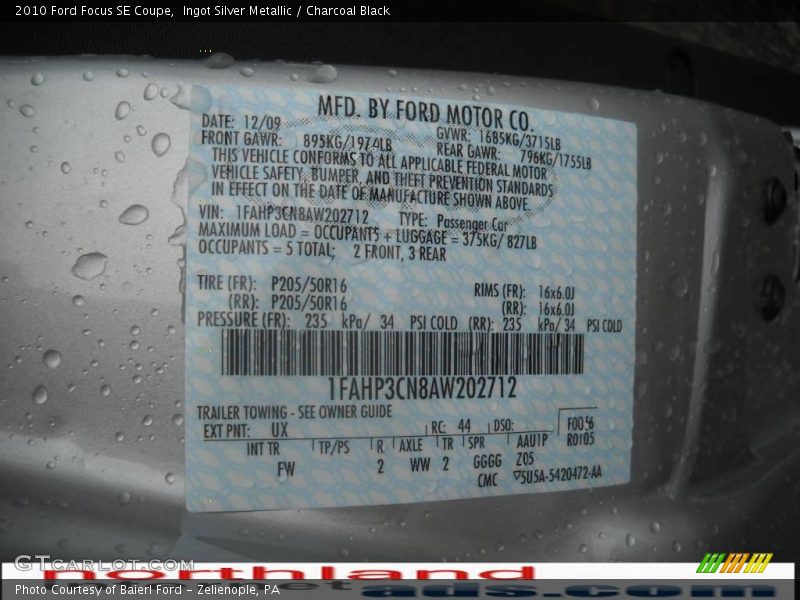 2010 Ford Focus SE Coupe,  Ingot Silver Metallic / Charcoal Black
MFD. BY FORD MOTOR CO.
DATE: 12/09 GVWR: 1685KG/3715LB
FRONT GAWR: 895KG/1974LB REAR GAWR: 796KG/1755LB
THIS VEHICLE CONFORMS TO ALL APPLICABLE FEDERAL MOTOR
VEHICLE SAFETY, BUMPER, AND THEFT PREVENTION STANDARDS
IN EFFECT ON THE DATE OF MANUFACTURE SHOWN ABOVE.
VIN: 1FAHP3CN8AW202712 TYPE: Passenger Car
MAXIMUM LOAD = OCCUPANTS + LUGGAGE = 375KG/ 827LB
OCCUPANTS = 5 TOTAL; 2 FRONT, 3 REAR
TIRE (FR): P205/50R16 RIMS (FR): 16x6.0J
(RR): P205/50R16 (RR): 16x6.0J
PRESSURE (FR): 235 kPa/ 34 PSI COLD (RR): 235 kPa/ 34 PSI COLD
1FAHP3CN8AW202712
TRAILER TOWING - SEE OWNER GUIDE
EXT PNT: UX RC: 44 DSO: F0046
R0105
INT TR TP/PS R AXLE TR SPR AAU1P
FW 2 WW 2 GGGG Z05
CMC 5U5A-5420472-AA
GTcarlot.com
northland
ads.com
Photo Courtesy of Baierl Ford - Zelienople, PA